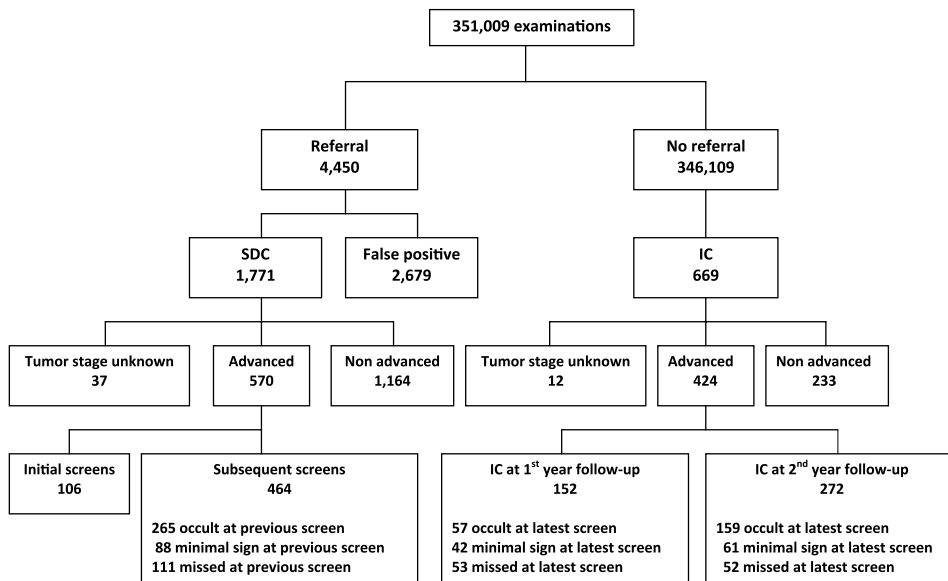 351,009 examinations
Referral
4,450
No referral
346,109
SDC
1,771
False positive
2,679
IC
669
Tumor stage unknown
37
Advanced
570
Non advanced
1,164
Tumor stage unknown
12
Advanced
424
Non advanced
233
Initial screens
106
Subsequent screens
464
265 occult at previous screen
88 minimal sign at previous screen
111 missed at previous screen
IC at 1st year follow-up
152
57 occult at latest screen
42 minimal sign at latest screen
53 missed at latest screen
IC at 2nd year follow-up
272
159 occult at latest screen
61 minimal sign at latest screen
52 missed at latest screen